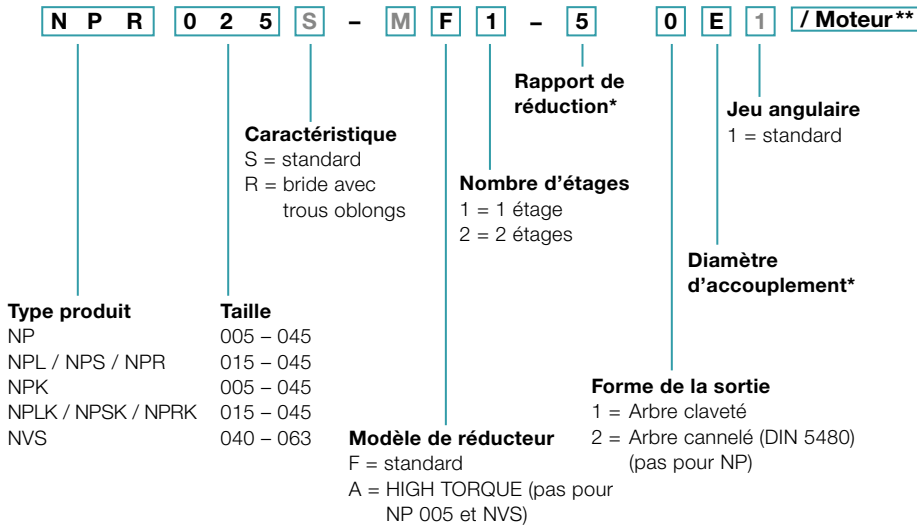 N P R 0 2 5 S – M F 1 – 5 0 E 1 / Moteur**
Rapport de
réduction*
Jeu angulaire
1 = standard
Caractéristique
S = standard
R = bride avec
trous oblongs
Nombre d'étages
1 = 1 étage
2 = 2 étages
Diamètre
d'accouplement*
Type produit Taille
NP 005 – 045
NPL / NPS / NPR 015 – 045
NPK 005 – 045
NPLK / NPSK / NPRK 015 – 045
NVS 040 – 063
Modèle de réducteur
F = standard
A = HIGH TORQUE (pas pour
NP 005 et NVS)
Forme de la sortie
1 = Arbre claveté
2 = Arbre cannelé (DIN 5480)
(pas pour NP)